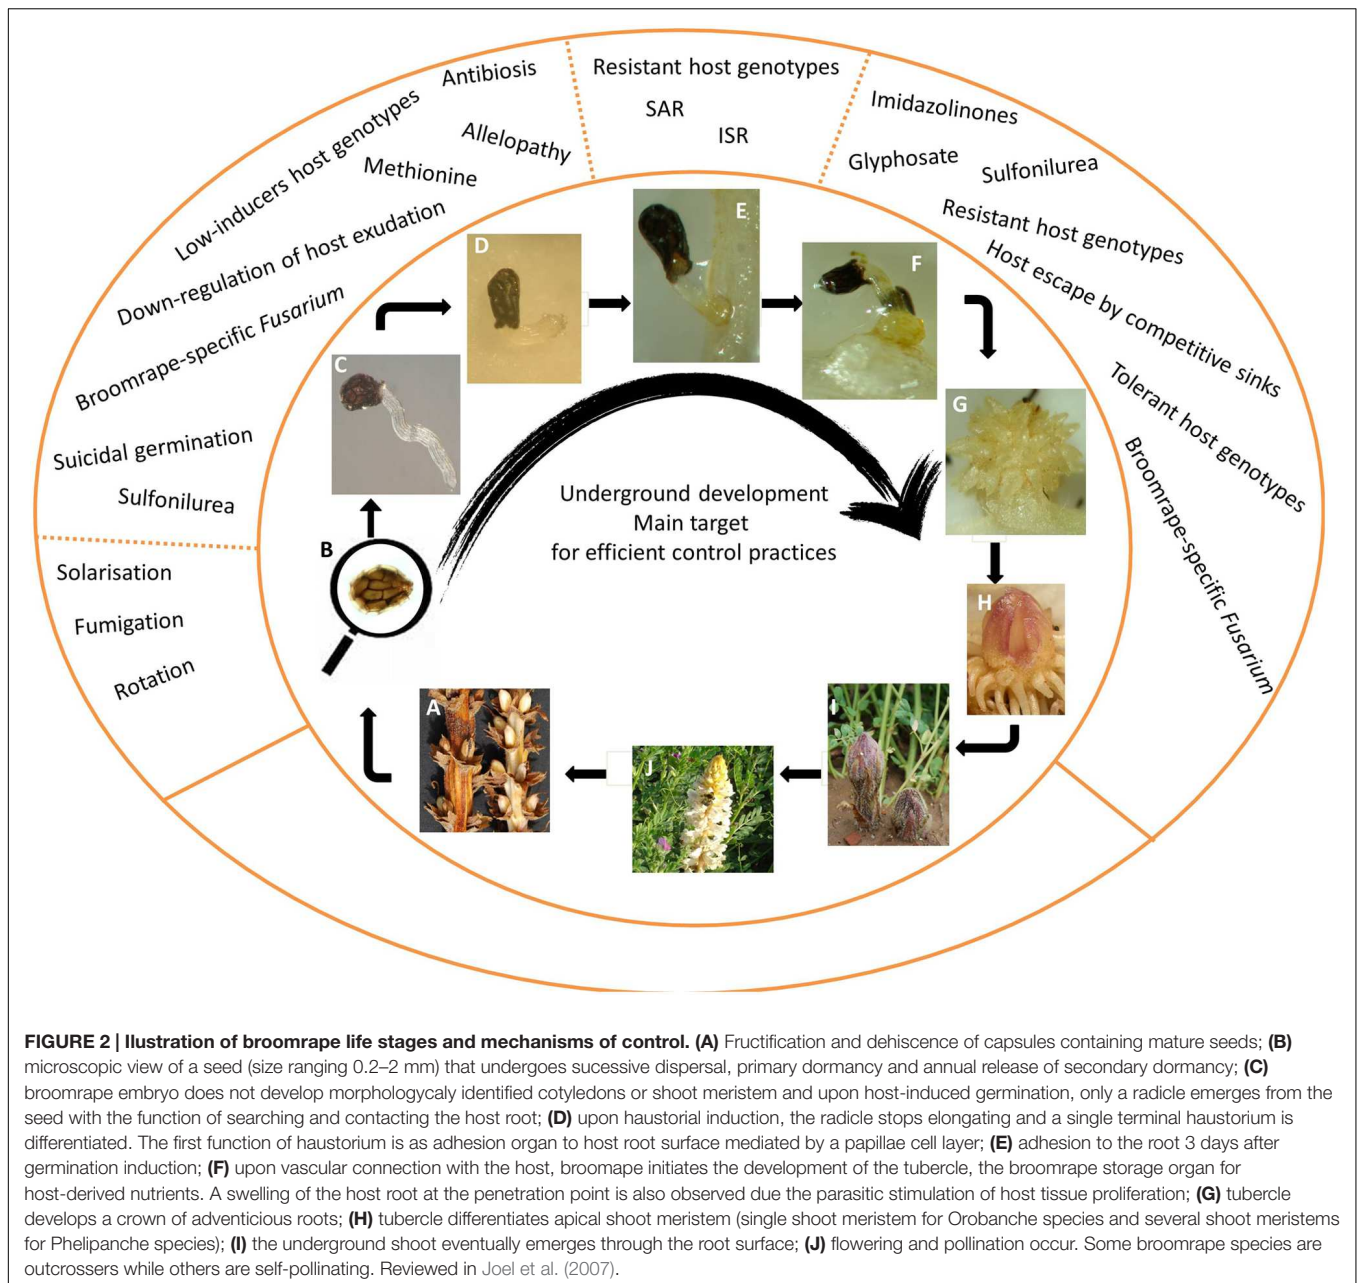 Antibiosis
Low-inducers host genotypes
Allelopathy
Methionine
Down-regulation of host exudation
Broomrape-specific Fusarium
Suicidal germination
Sulfonilurea
Resistant host genotypes
SAR
ISR
Imidazolinones
Glyphosate
Sulfonilurea
Resistant host genotypes
Host escape by competitive sinks
Tolerant host genotypes
Broomrape-specific Fusarium
Solarisation
Fumigation
Rotation
A
B
C
D
E
F
G
H
I
J
Underground development
Main target
for efficient control practices
FIGURE 2 | Ilustration of broomrape life stages and mechanisms of control. (A) Fructification and dehiscence of capsules containing mature seeds; (B)
microscopic view of a seed (size ranging 0.2–2 mm) that undergoes sucessive dispersal, primary dormancy and annual release of secondary dormancy; (C)
broomrape embryo does not develop morphologycaly identified cotyledons or shoot meristem and upon host-induced germination, only a radicle emerges from the
seed with the function of searching and contacting the host root; (D) upon haustorial induction, the radicle stops elongating and a single terminal haustorium is
differentiated. The first function of haustorium is as adhesion organ to host root surface mediated by a papillae cell layer; (E) adhesion to the root 3 days after
germination induction; (F) upon vascular connection with the host, broomape initiates the development of the tubercle, the broomrape storage organ for
host-derived nutrients. A swelling of the host root at the penetration point is also observed due the parasitic stimulation of host tissue proliferation; (G) tubercle
develops a crown of adventicious roots; (H) tubercle differentiates apical shoot meristem (single shoot meristem for Orobanche species and several shoot meristems
for Phelipanche species); (I) the underground shoot eventually emerges through the root surface; (J) flowering and pollination occur. Some broomrape species are
outcrossers while others are self-pollinating. Reviewed in Joel et al. (2007).